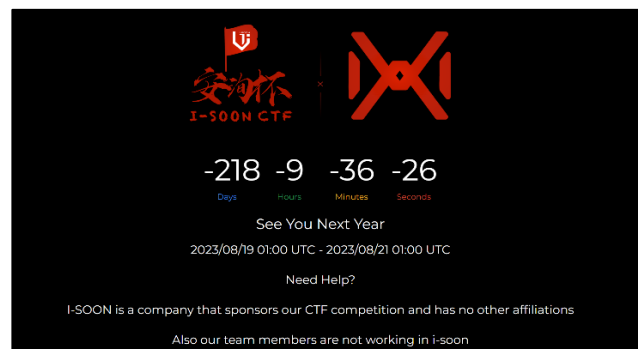 安洵杯
I-SOON CTF
×
-218 -9 -36 -26
Days Hours Minutes Seconds
See You Next Year
2023/08/19 01:00 UTC - 2023/08/21 01:00 UTC
Need Help?
I-SOON is a company that sponsors our CTF competition and has no other affiliations
Also our team members are not working in i-soon